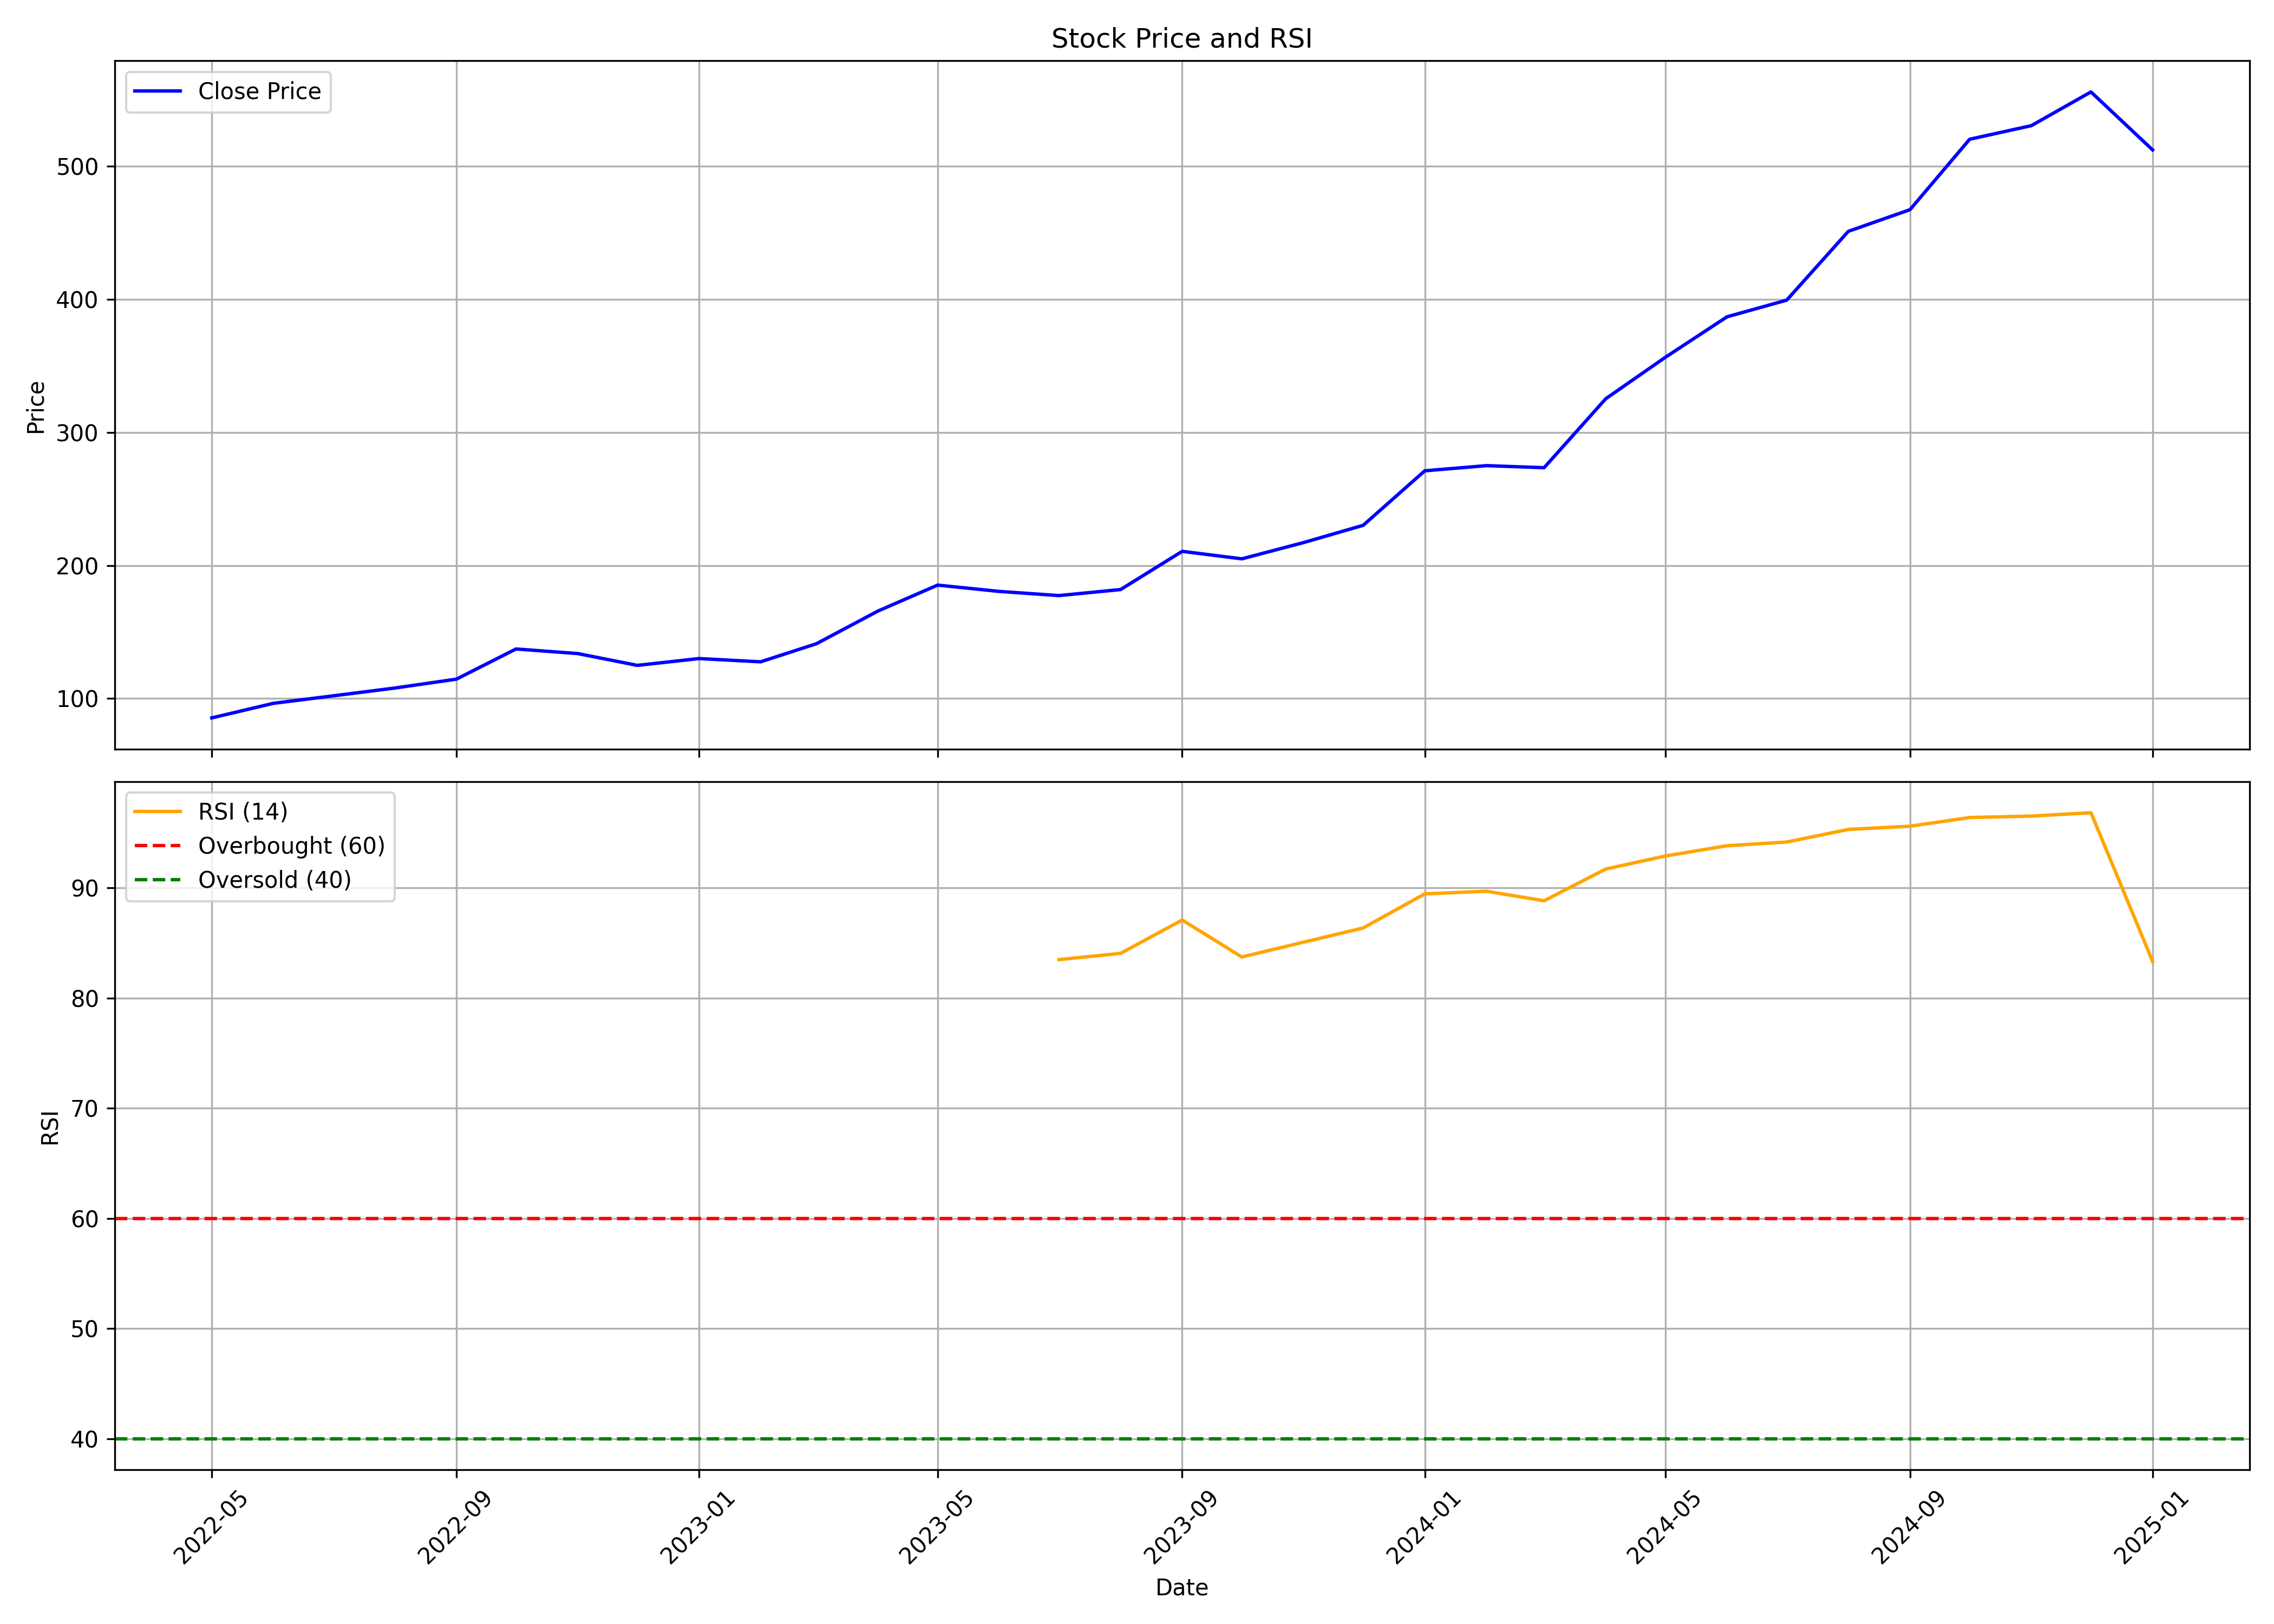 Stock Price and RSI
Close Price
Price
500
400
300
200
100
RSI (14)
Overbought (60)
Oversold (40)
RSI
90
80
70
60
50
40
2022-05
2022-09
2023-01
2023-05
2023-09
2024-01
2024-05
2024-09
2025-01
Date